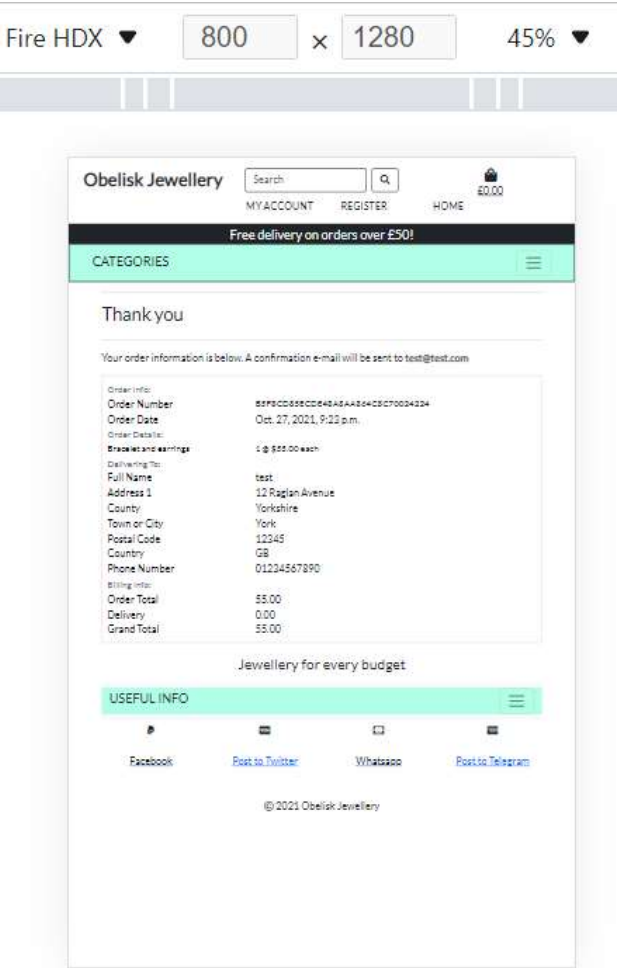 Fire HDX 800 × 1280 45%
Obelisk Jewellery Search £0.00
MY ACCOUNT REGISTER HOME
Free delivery on orders over £50!
CATEGORIES
Thank you
Your order information is below. A confirmation e-mail will be sent to test@test.com
Order Info:
Order Number
Order Date Oct. 27, 2021, 9:23 p.m.
Order Details:
Bracelet and earrings 1 @ $55.00 each
Delivering To:
Full Name test
Address 1 12 Raglan Avenue
County Yorkshire
Town or City York
Postal Code 12345
Country GB
Phone Number 01234567890
Billing Info:
Order Total 55.00
Delivery 0.00
Grand Total 55.00
Jewellery for every budget
USEFUL INFO
Facebook Post to Twitter Whatsapp Post to Telegram
© 2021 Obelisk Jewellery